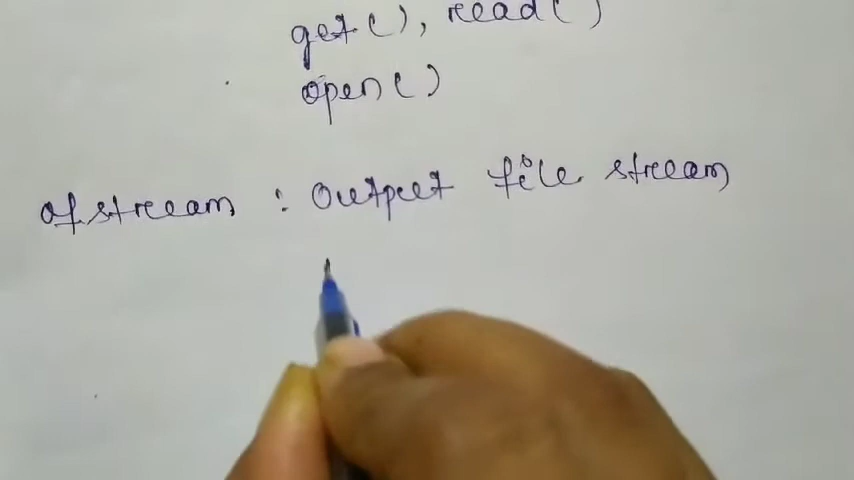 get(), read()
open()
ofstream : Output file stream